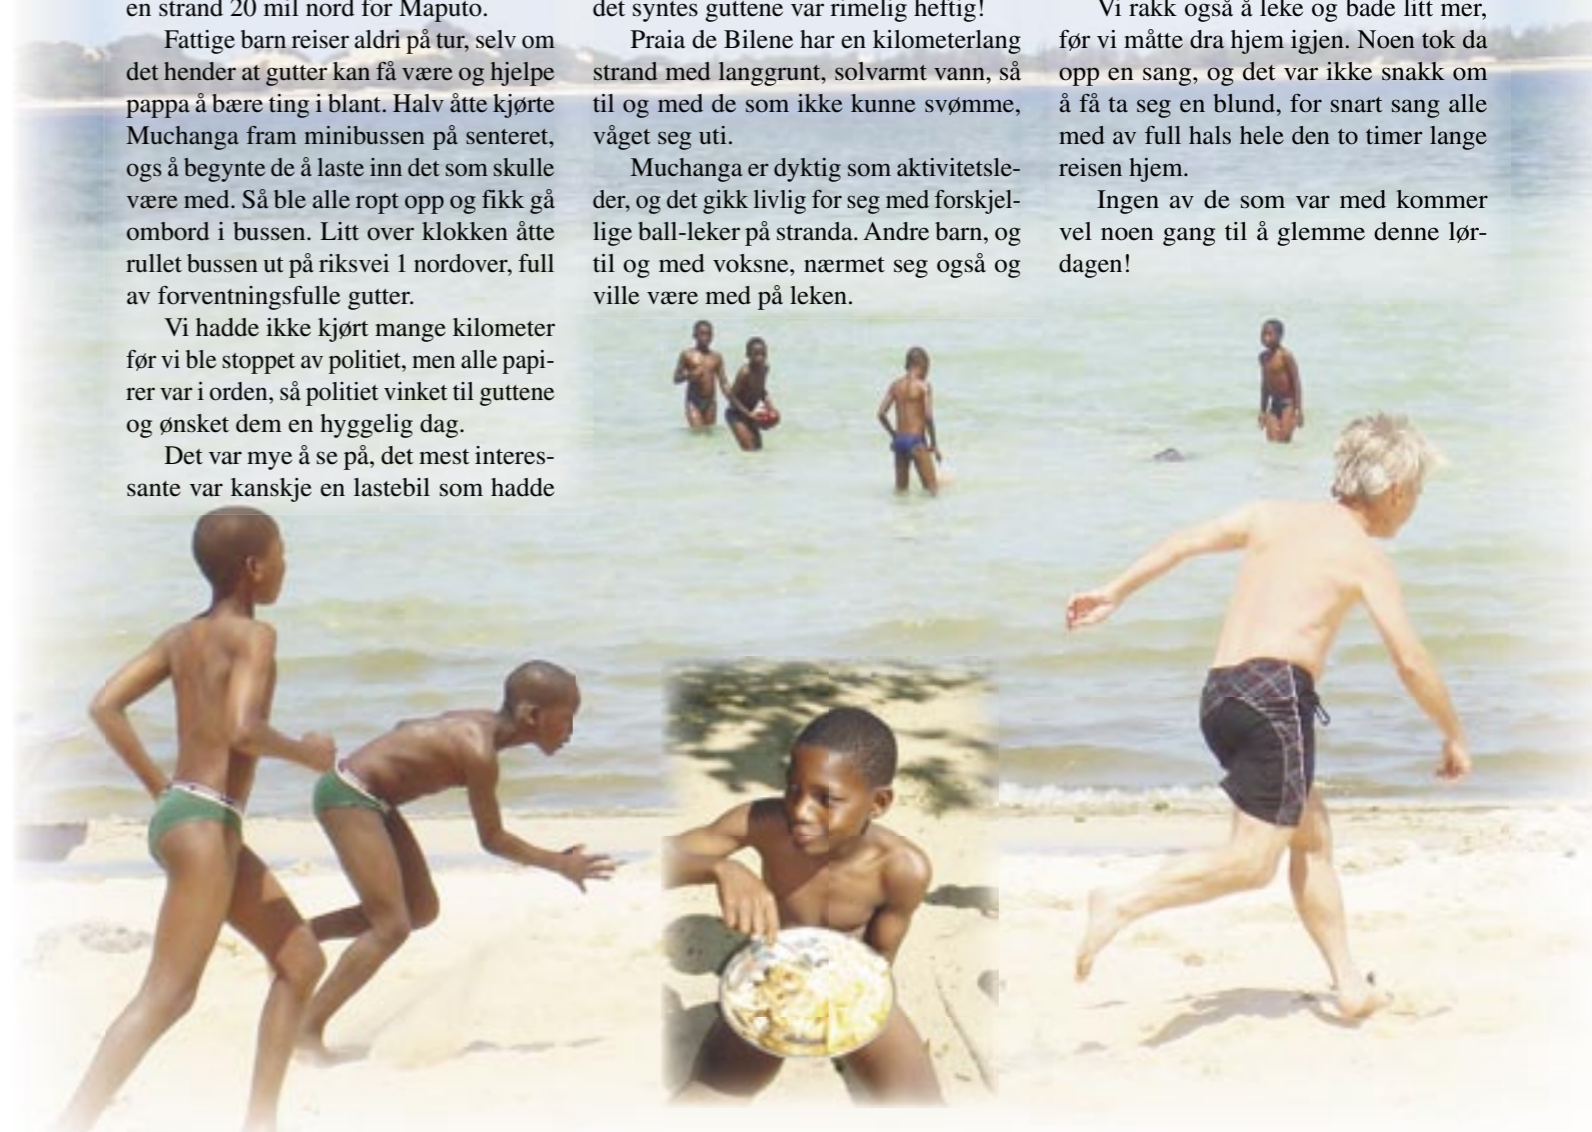 en strand 20 mil nord for Maputo.
Fattige barn reiser aldri på tur, selv om
det hender at gutter kan få være og hjelpe
pappa å bære ting i blant. Halv åtte kjørte
Muchanga fram minibussen på senteret,
ogs å begynte de å laste inn det som skulle
være med. Så ble alle ropt opp og fikk gå
ombord i bussen. Litt over klokken åtte
rullet bussen ut på riksvei 1 nordover, full
av forventningsfulle gutter.
Vi hadde ikke kjørt mange kilometer
før vi ble stoppet av politiet, men alle papi-
rer var i orden, så politiet vinket til guttene
og ønsket dem en hyggelig dag.
Det var mye å se på, det mest interes-
sante var kanskje en lastebil som hadde
det syntes guttene var rimelig heftig!
Praia de Bilene har en kilometerlang
strand med langgrunt, solvarmt vann, så
til og med de som ikke kunne svømme,
våget seg uti.
Muchanga er dyktig som aktivitetsle-
der, og det gikk livlig for seg med forskjel-
lige ball-leker på stranda. Andre barn, og
til og med voksne, nærmet seg også og
ville være med på leken.
Vi rakk også å leke og bade litt mer,
før vi måtte dra hjem igjen. Noen tok da
opp en sang, og det var ikke snakk om
å få ta seg en blund, for snart sang alle
med av full hals hele den to timer lange
reisen hjem.
Ingen av de som var med kommer
vel noen gang til å glemme denne lør-
dagen!